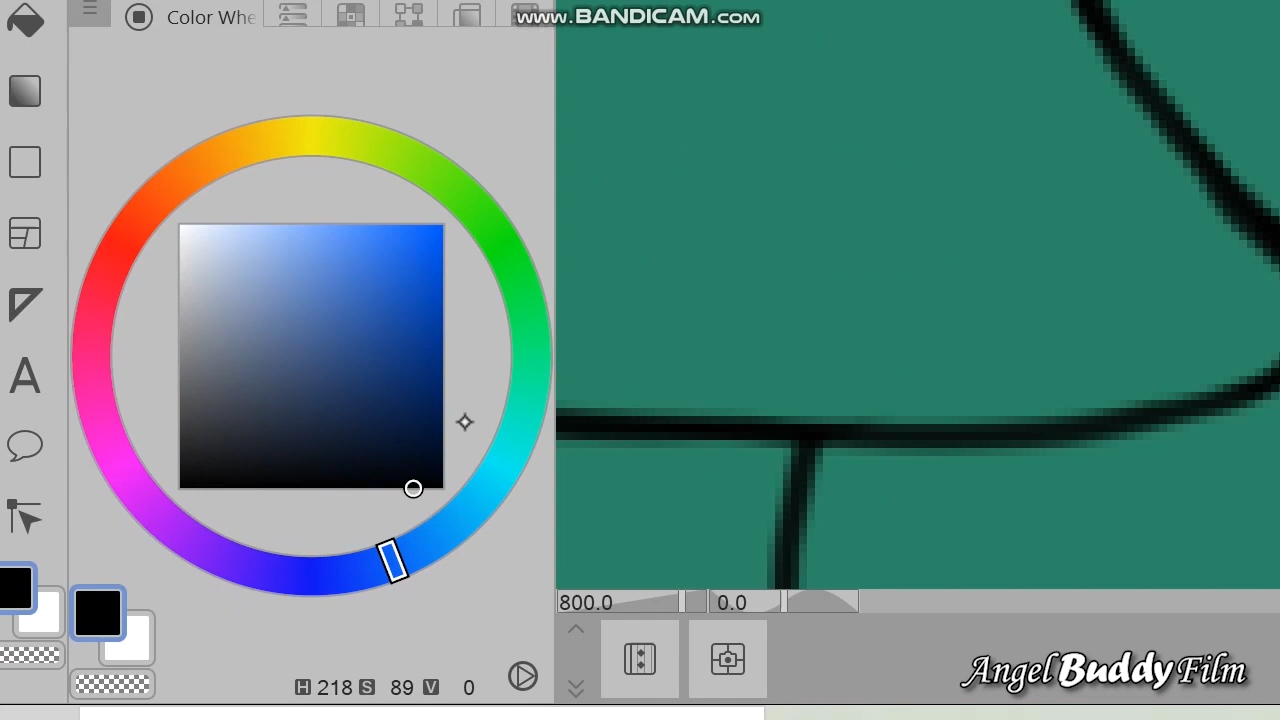 Color Whe
www.BANDICAM.com
800.0
0.0
H 218 S 89 V 0
Angel Buddy Film